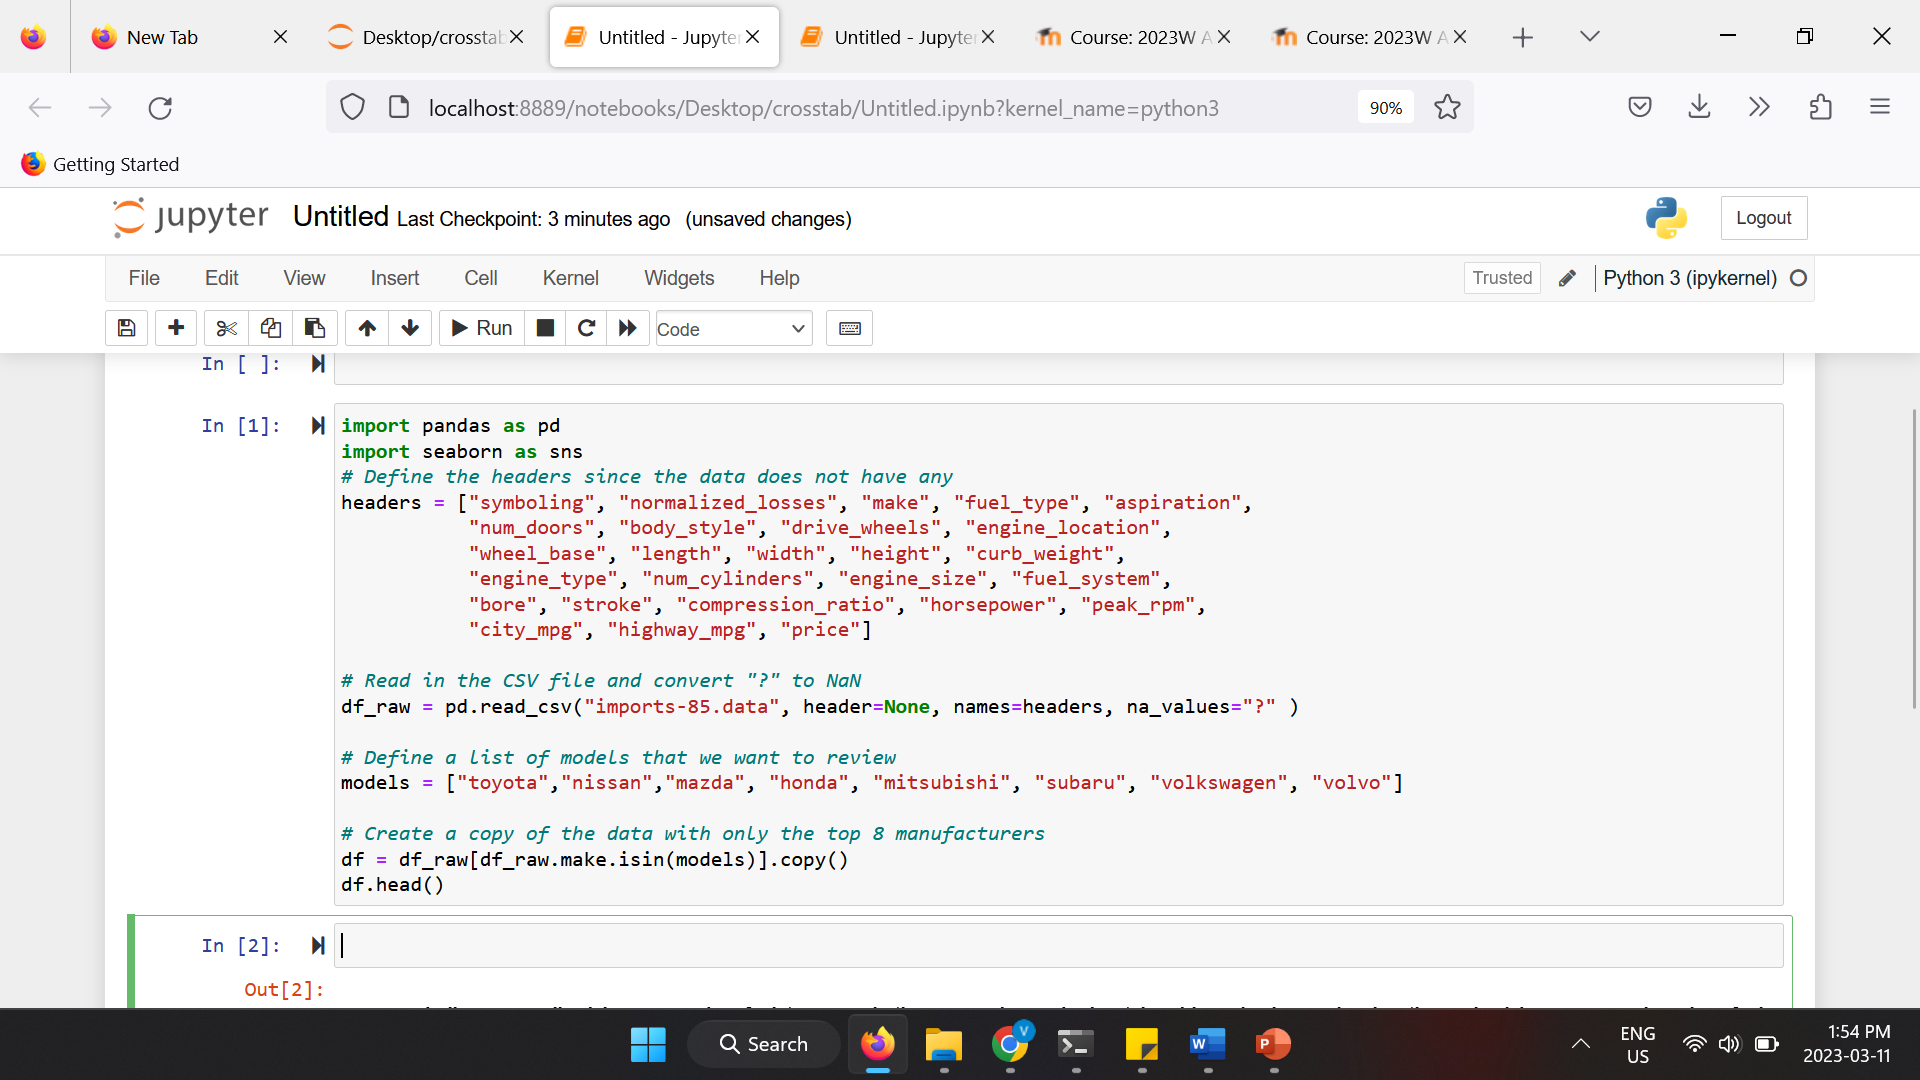 New Tab
Desktop/crosstab
Untitled - Jupyter
Untitled - Jupyter
Course: 2023W A
Course: 2023W A
localhost:8889/notebooks/Desktop/crosstab/Untitled.ipynb?kernel_name=python3
90%
Getting Started
jupyter Untitled Last Checkpoint: 3 minutes ago (unsaved changes)
Logout
File Edit View Insert Cell Kernel Widgets Help
Trusted
Python 3 (ipykernel)
Run
Code
In [ ]:
In [1]:
import pandas as pd
import seaborn as sns
# Define the headers since the data does not have any
headers = ["symboling", "normalized_losses", "make", "fuel_type", "aspiration",
"num_doors", "body_style", "drive_wheels", "engine_location",
"wheel_base", "length", "width", "height", "curb_weight",
"engine_type", "num_cylinders", "engine_size", "fuel_system",
"bore", "stroke", "compression_ratio", "horsepower", "peak_rpm",
"city_mpg", "highway_mpg", "price"]
# Read in the CSV file and convert "?" to NaN
df_raw = pd.read_csv("imports-85.data", header=None, names=headers, na_values="?" )
# Define a list of models that we want to review
models = ["toyota","nissan","mazda", "honda", "mitsubishi", "subaru", "volkswagen", "volvo"]
# Create a copy of the data with only the top 8 manufacturers
df = df_raw[df_raw.make.isin(models)].copy()
df.head()
In [2]:
Out[2]:
Search
V
W
P
ENG
US
1:54 PM
2023-03-11